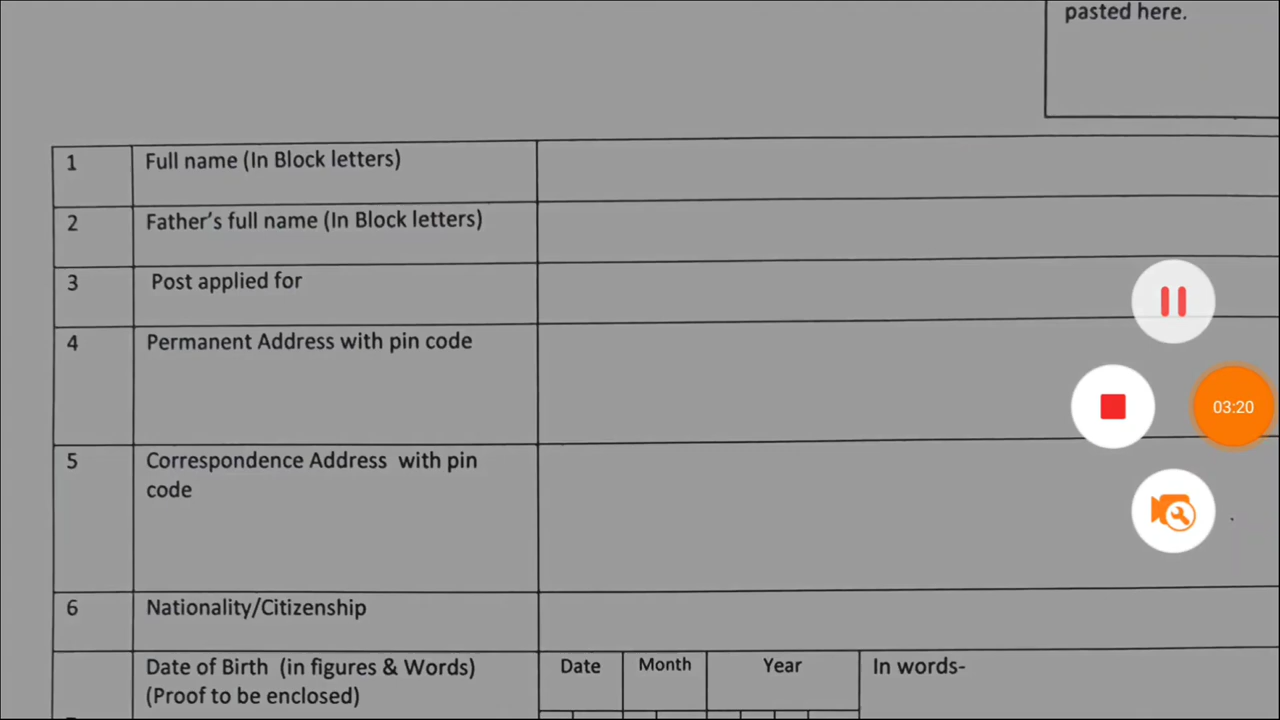 pasted here.
1 Full name (In Block letters)
2 Father's full name (In Block letters)
3 Post applied for
4 Permanent Address with pin code
5 Correspondence Address with pin
code
6 Nationality/Citizenship
Date of Birth (in figures & Words)
(Proof to be enclosed)
Date Month Year In words-
03:20